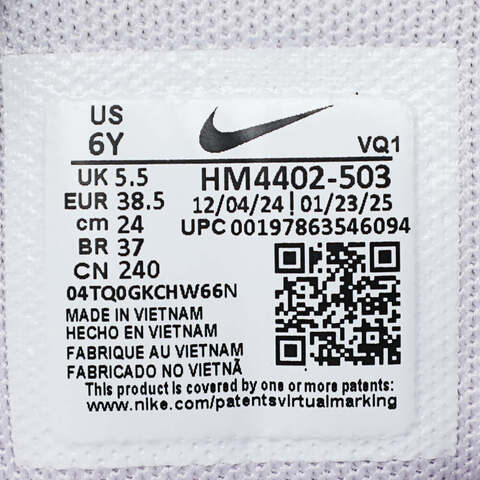 US
6Y
VQ1
UK 5.5
EUR 38.5
cm 24
BR 37
CN 240
HM4402-503
12/04/24 | 01/23/25
UPC 00197863546094
04TQ0GKCHW66N
MADE IN VIETNAM
HECHO EN VIETNAM
FABRIQUE AU VIETNAM
FABRICADO NO VIETNÃ
This product is covered by one or more patents:
www.nike.com/patentsvirtualmarking